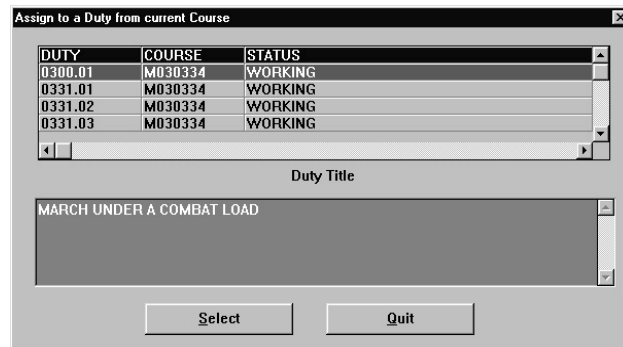 Assign to a Duty from current Course
DUTY COURSE STATUS
0300.01 M030334 WORKING
0331.01 M030334 WORKING
0331.02 M030334 WORKING
0331.03 M030334 WORKING
Duty Title
MARCH UNDER A COMBAT LOAD
Select Quit